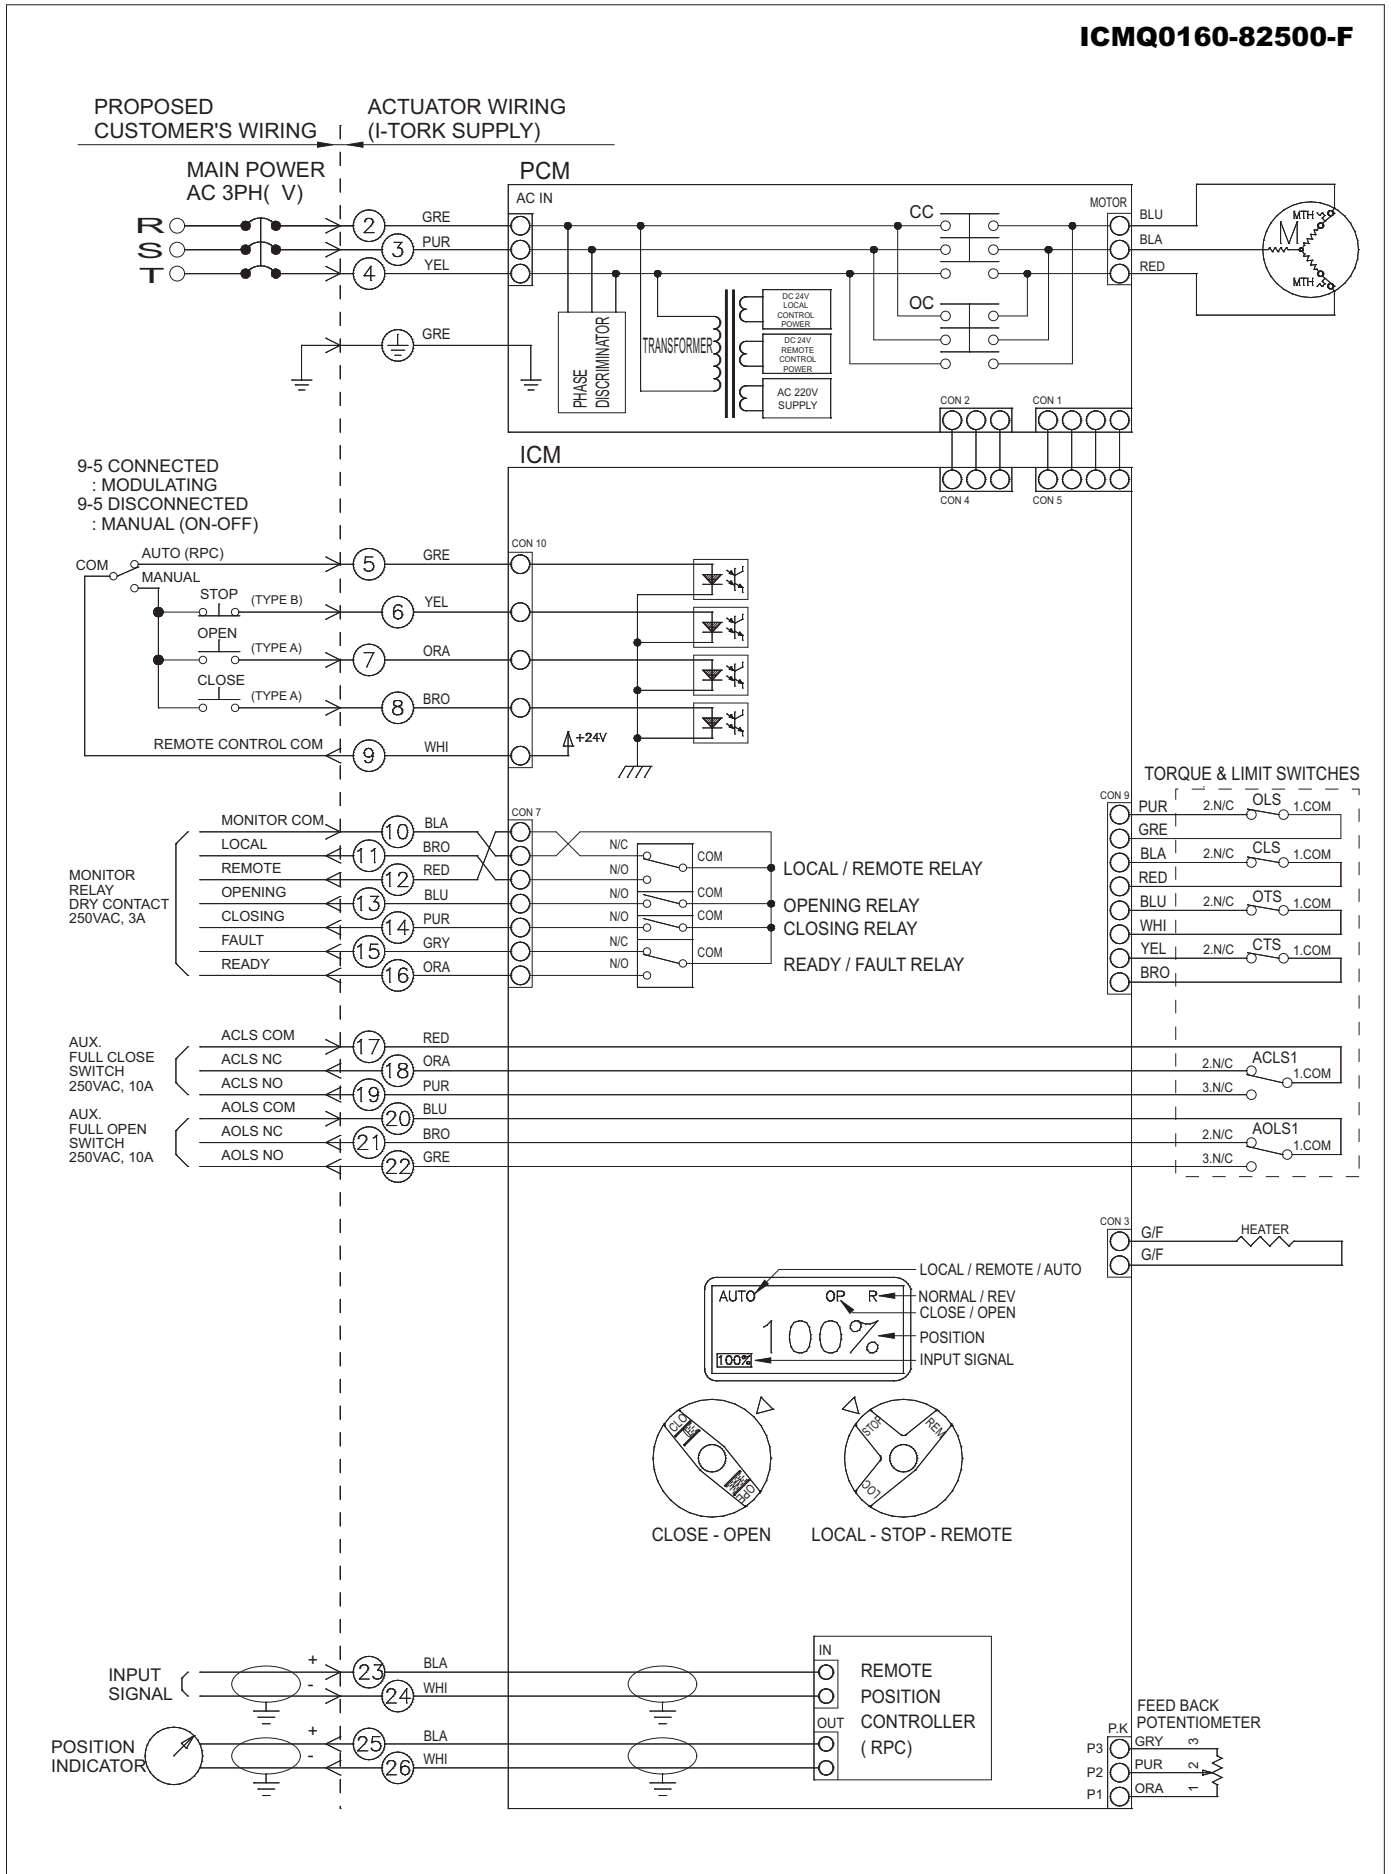 ICMQ0160-82500-F
PROPOSED
CUSTOMER'S WIRING
ACTUATOR WIRING
(I-TORK SUPPLY)
MAIN POWER
AC 3PH(   V)
R
S
T
2
3
4
GRE
PUR
YEL
GRE
PCM
AC IN
PHASE
DISCRIMINATOR
TRANSFORMER
DC 24V
LOCAL
CONTROL
POWER
DC 24V
REMOTE
CONTROL
POWER
AC 220V
SUPPLY
CC
OC
MOTOR
BLU
BLA
RED
M
MTH
MTH
CON 2
CON 1
CON 4
CON 5
ICM
9-5 CONNECTED
: MODULATING
9-5 DISCONNECTED
: MANUAL (ON-OFF)
COM
AUTO (RPC)
MANUAL
STOP
(TYPE B)
OPEN
(TYPE A)
CLOSE
(TYPE A)
REMOTE CONTROL COM
5
6
7
8
9
GRE
YEL
ORA
BRO
WHI
CON 10
+24V
MONITOR
RELAY
DRY CONTACT
250VAC, 3A
MONITOR COM
LOCAL
REMOTE
OPENING
CLOSING
FAULT
READY
10
11
12
13
14
15
16
BLA
BRO
RED
BLU
PUR
GRY
ORA
CON 7
N/C
N/O
N/O
N/O
N/C
N/O
COM
COM
COM
COM
LOCAL / REMOTE RELAY
OPENING RELAY
CLOSING RELAY
READY / FAULT RELAY
TORQUE & LIMIT SWITCHES
CON 9
PUR
GRE
BLA
RED
BLU
WHI
YEL
BRO
2.N/C OLS 1.COM
2.N/C CLS 1.COM
2.N/C OTS 1.COM
2.N/C CTS 1.COM
AUX.
FULL CLOSE
SWITCH
250VAC, 10A
ACLS COM
ACLS NC
ACLS NO
AUX.
FULL OPEN
SWITCH
250VAC, 10A
AOLS COM
AOLS NC
AOLS NO
17
18
19
20
21
22
RED
ORA
PUR
BLU
BRO
GRE
2.N/C ACLS1
1.COM
3.N/C
2.N/C AOLS1
1.COM
3.N/C
CON 3
G/F
G/F
HEATER
AUTO
OP
R
100%
100%
LOCAL / REMOTE / AUTO
NORMAL / REV
CLOSE / OPEN
POSITION
INPUT SIGNAL
CLO
OPE
STOP
REM
LOC
CLOSE - OPEN
LOCAL - STOP - REMOTE
INPUT
SIGNAL
+
-
POSITION
INDICATOR
+
-
23
24
25
26
BLA
WHI
BLA
WHI
IN
OUT
REMOTE
POSITION
CONTROLLER
( RPC)
FEED BACK
POTENTIOMETER
P.K
P3
P2
P1
GRY
PUR
ORA
3
2
1